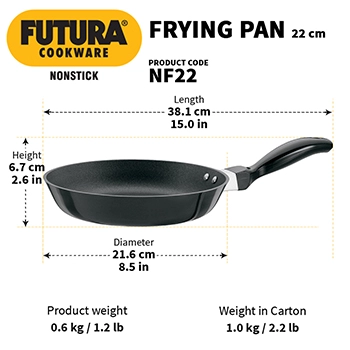 FUTURA®
COOKWARE
NONSTICK
FRYING PAN 22 cm
PRODUCT CODE
NF22
Length
38.1 cm
15.0 in
Height
6.7 cm
2.6 in
Diameter
21.6 cm
8.5 in
Product weight
0.6 kg / 1.2 lb
Weight in Carton
1.0 kg / 2.2 lb